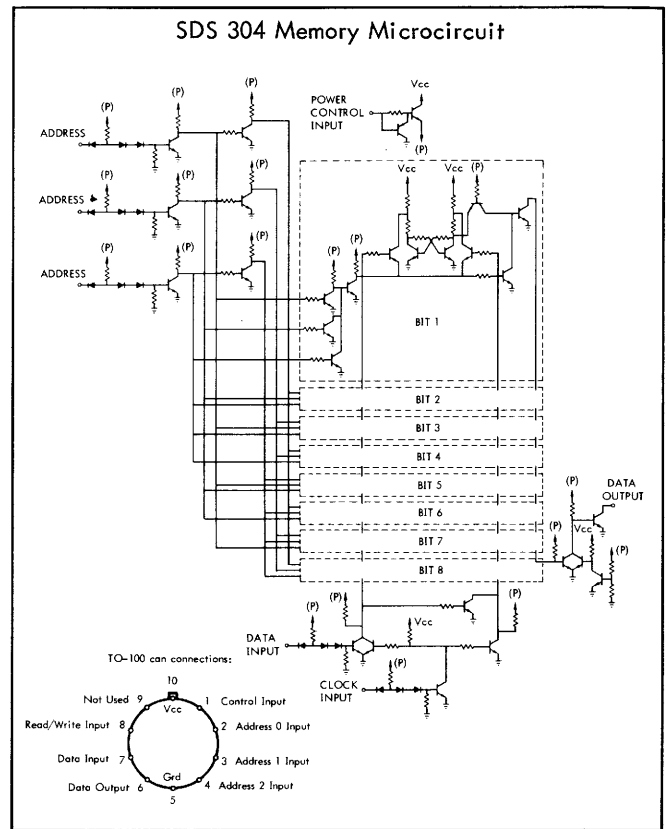 SDS 304 Memory Microcircuit
(P)
(P)
(P)
ADDRESS
(P)
(P)
(P)
ADDRESS
(P)
(P)
(P)
ADDRESS
POWER
CONTROL
INPUT
Vcc
(P)
Vcc
Vcc
(P)
(P)
(P)
BIT 1
BIT 2
BIT 3
BIT 4
BIT 5
BIT 6
BIT 7
BIT 8
DATA
OUTPUT
(P)
Vcc
(P)
(P)
(P)
(P)
Vcc
(P)
DATA
INPUT
(P)
CLOCK
INPUT
TO-100 can connections:
10
Vcc
Not Used 9
1 Control Input
Read/Write Input 8
2 Address 0 Input
Data Input 7
3 Address 1 Input
Data Output 6
Grd
4 Address 2 Input
5